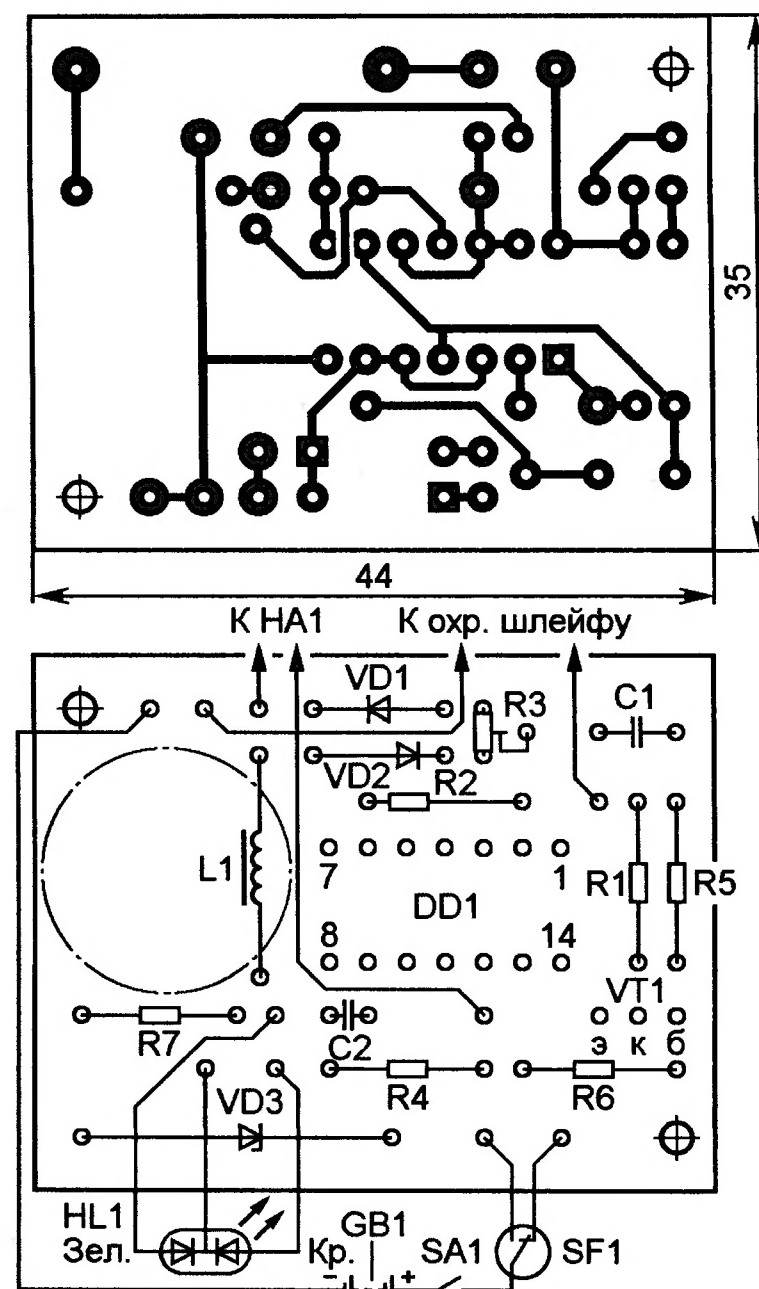 35
44
К НА1 К охр. шлейфу
VD1
R3
C1
VD2
R2
L1
7
1
DD1
R1
R5
8
14
VT1
R7
C2
э к б
R4
R6
VD3
HL1
Зел.
Кр.
GB1
SA1
SF1
- +